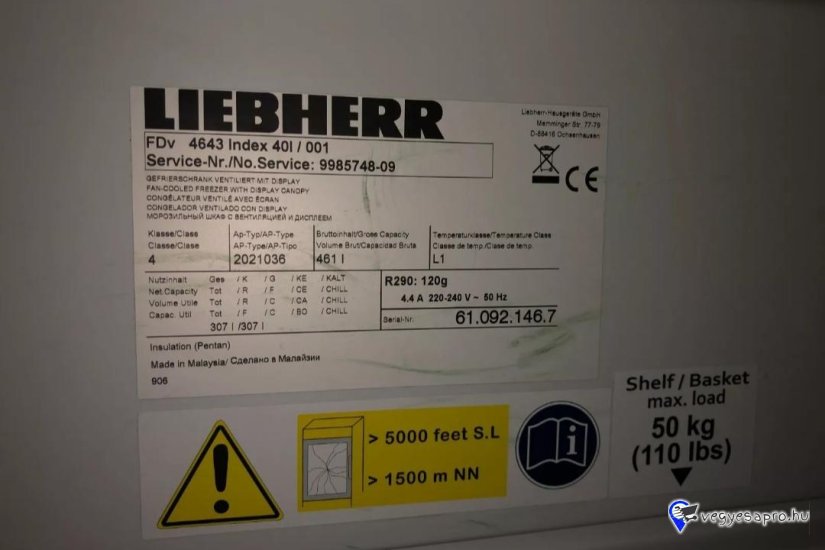 LIEBHERR
Liebherr-Hausgeräte GmbH
Memminger Str. 77-79
D-88416 Ochsenhausen
FDv 4643 Index 40I / 001
Service-Nr./No.Service: 9985748-09
CE
GEFRIERSCHRANK VENTILIERT MIT DISPLAY
FAN-COOLED FREEZER WITH DISPLAY CANOPY
CONGÉLATEUR VENTILÉ AVEC ÉCRAN
CONGELADOR VENTILADO CON DISPLAY
МОРОЗИЛЬНЫЙ ШКАФ С ВЕНТИЛЯЦИЕЙ И ДИСПЛЕЕМ
Klasse/Class Ap-Typ/AP-Type Bruttoinhalt/Gross Capacity Temperaturklasse/Temperature Class
Classe/Clase AP-Type/AP-Tipo Volume Brut/Capacidad Bruta Classe de temp./Clase de temp.
4 2021036 461 l L1
Nutzinhalt Ges / K / G / KE / KALT
Net.Capacity Tot / R / F / CE / CHILL
Volume Utile Tot / R / C / CA / CHILL
Capac. Util Tot / F / C / BO / CHILL
307 l /307 l
R290: 120g
4.4 A 220-240 V ~ 50 Hz
Serial-Nr. 61.092.146.7
Insulation (Pentan)
Made in Malaysia/ Сделано в Малайзии
906
> 5000 feet S.L
> 1500 m NN
Shelf / Basket
max. load
50 kg
(110 lbs)
vegyesapro.hu